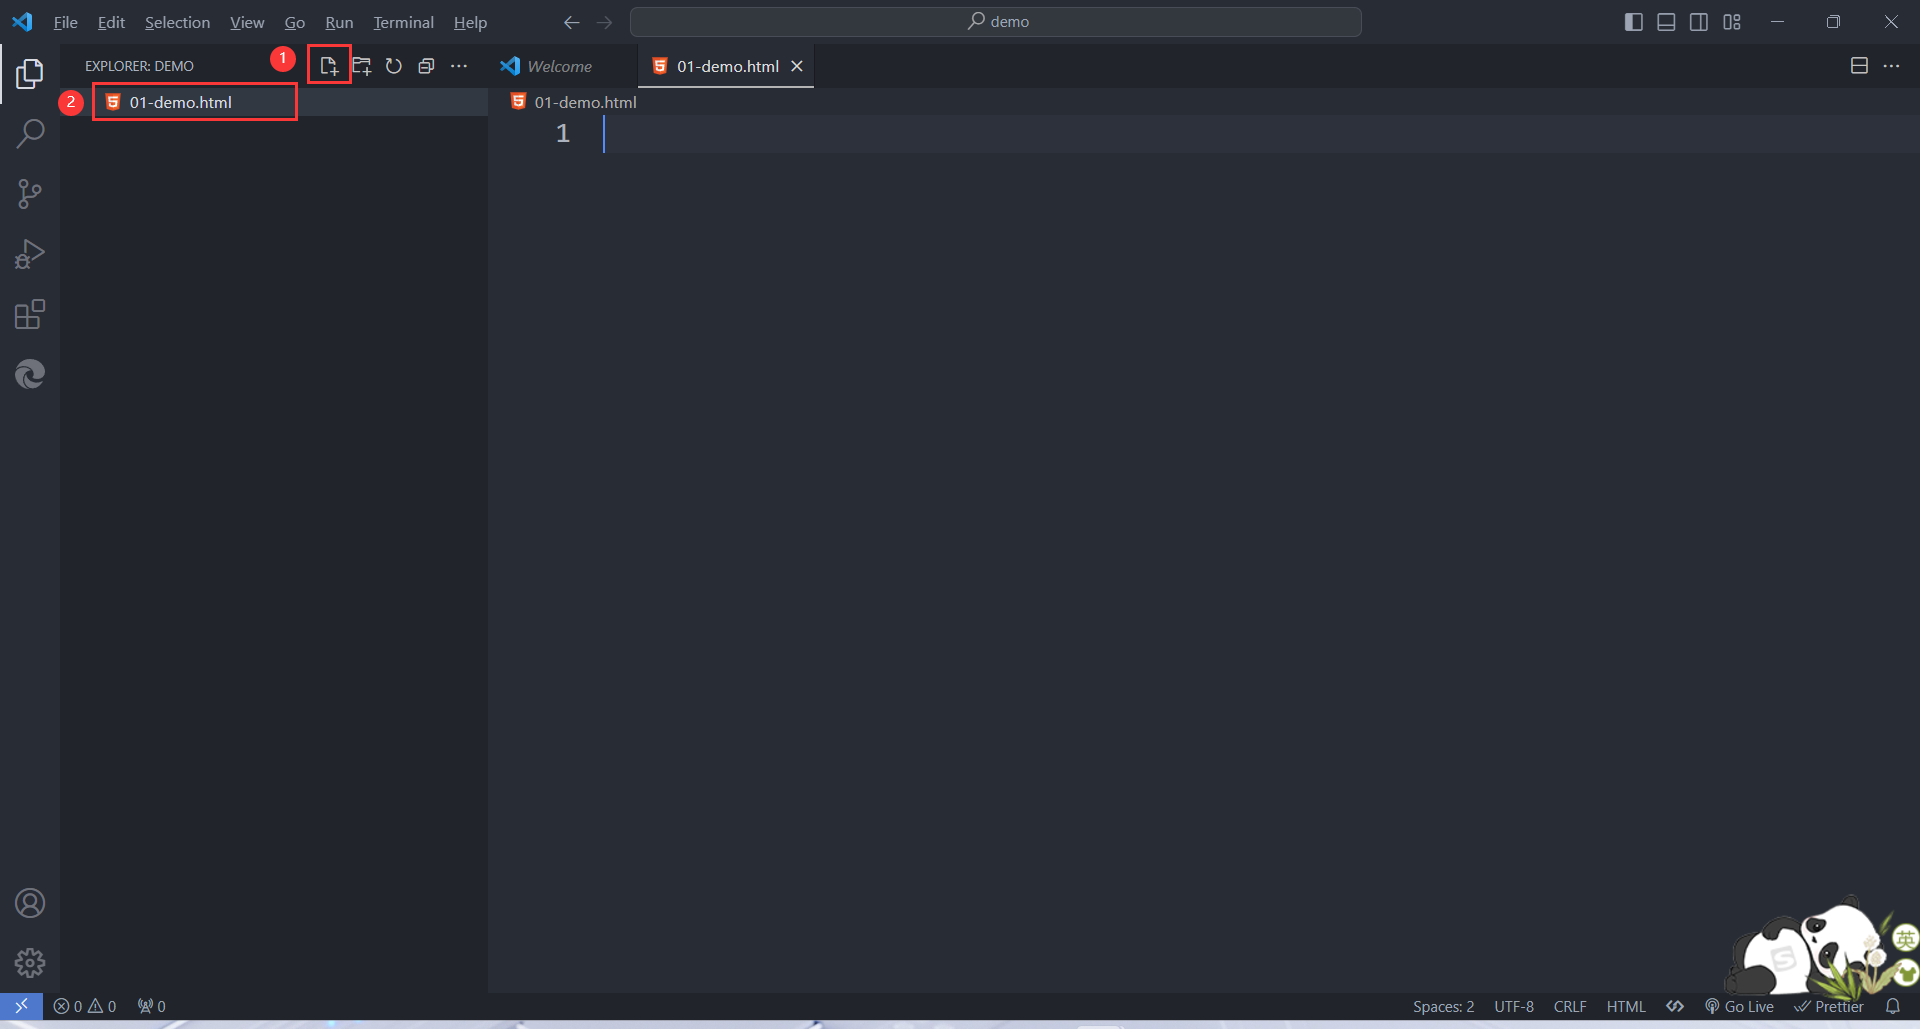 File Edit Selection View Go Run Terminal Help demo
EXPLORER: DEMO 1 Welcome 01-demo.html
2 01-demo.html 01-demo.html
1
S
英
0 0 0 Spaces: 2 UTF-8 CRLF HTML Go Live Prettier